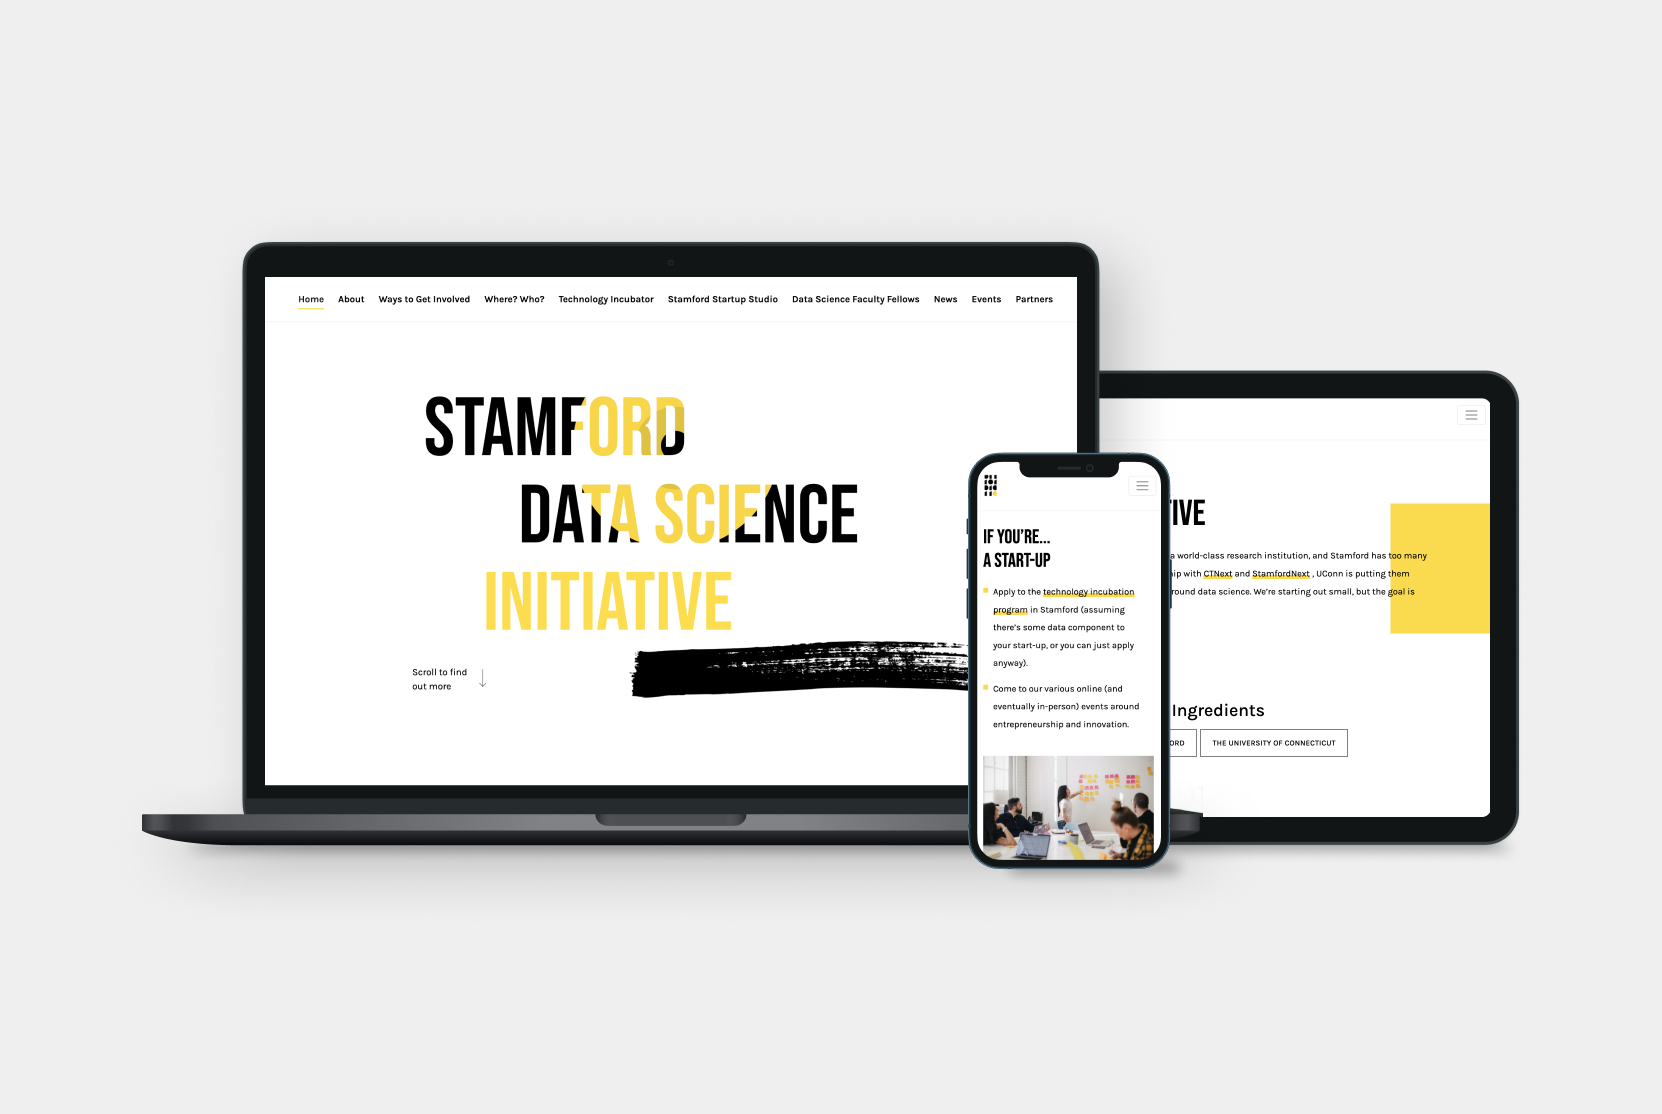 Home About Ways to Get Involved Where? Who? Technology Incubator Stamford Startup Studio Data Science Faculty Fellows News Events Partners
STAMFORD
DATA SCIENCE
INITIATIVE
Scroll to find
out more
IF YOU'RE...
A START-UP
Apply to the technology incubation
program in Stamford (assuming
there's some data component to
your start-up, or you can just apply
anyway).
Come to our various online (and
eventually in-person) events around
entrepreneurship and innovation.
a world-class research institution, and Stamford has too many
with CTNext and StamfordNext , UConn is putting them
data science. We're starting out small, but the goal is
Ingredients
THE UNIVERSITY OF CONNECTICUT